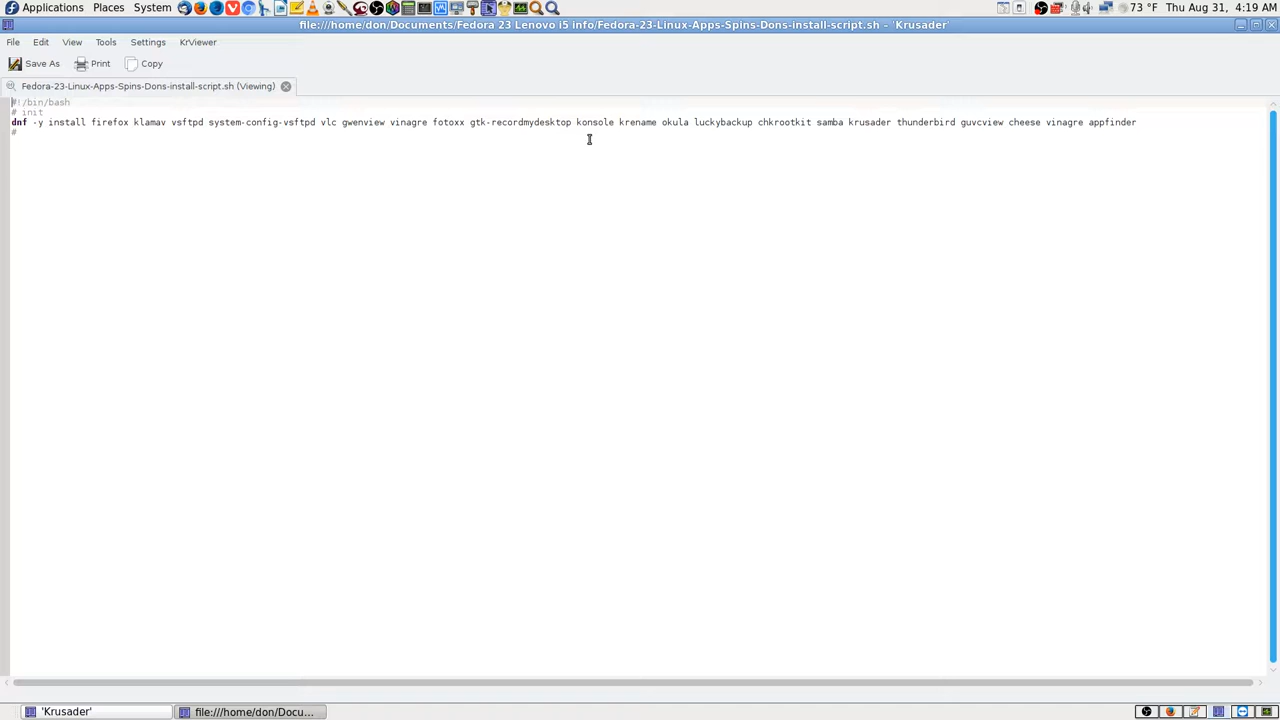 Applications Places System 73 °F Thu Aug 31, 4:19 AM
file:///home/don/Documents/Fedora 23 Lenovo i5 info/Fedora-23-Linux-Apps-Spins-Dons-install-script.sh – 'Krusader'
File Edit View Tools Settings KrViewer
Save As Print Copy
Fedora-23-Linux-Apps-Spins-Dons-install-script.sh (Viewing)
#!/bin/bash
# init
dnf -y install firefox klamav vsftpd system-config-vsftpd vlc gwenview vinagre fotoxx gtk-recordmydesktop konsole krename okula luckybackup chkrootkit samba krusader thunderbird guvcview cheese vinagre appfinder
#
'Krusader' file:///home/don/Docu...